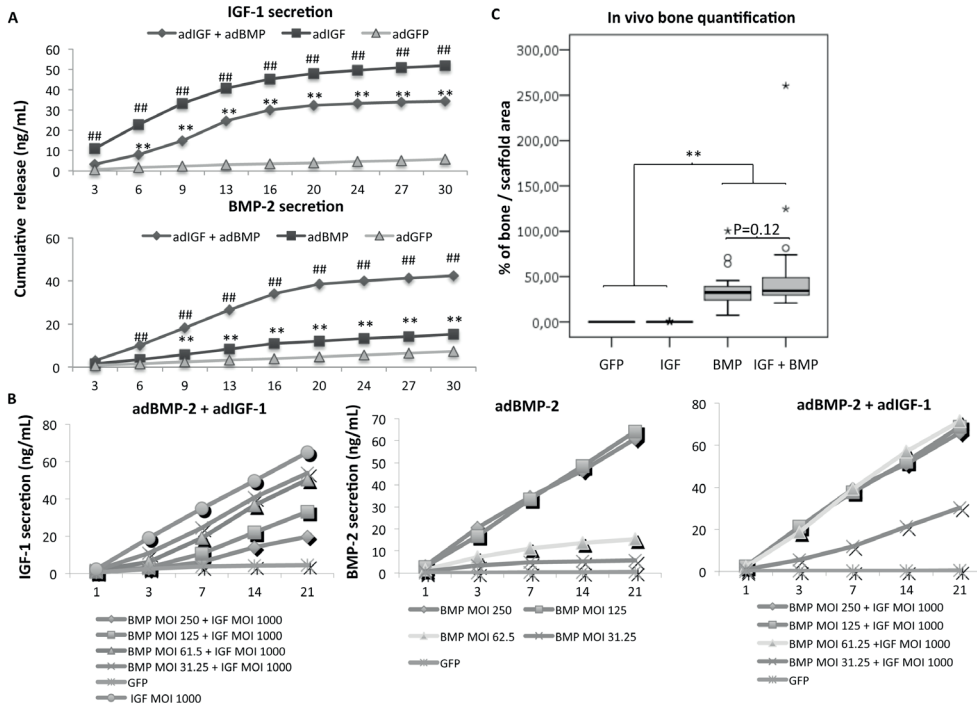 A
IGF-1 secretion
adIGF + adBMP adIGF adGFP
Cumulative release (ng/mL)
60
50
40
30
20
10
0
## ## ## ## ## ## ## ## ##
** ** ** ** ** ** ** **
3 6 9 13 16 20 24 27 30
BMP-2 secretion
adIGF + adBMP adBMP adGFP
60
40
20
0
## ## ## ## ## ## ## ##
** ** ** ** ** ** **
3 6 9 13 16 20 24 27 30
C
In vivo bone quantification
% of bone / scaffold area
300,00
250,00
200,00
150,00
100,00
50,00
0,00
**
P=0.12
GFP IGF BMP IGF + BMP
B
adBMP-2 + adIGF-1
IGF-1 secretion (ng/mL)
80
60
40
20
0
1 3 7 14 21
BMP MOI 250 + IGF MOI 1000
BMP MOI 125 + IGF MOI 1000
BMP MOI 61.5 + IGF MOI 1000
BMP MOI 31.25 + IGF MOI 1000
GFP
IGF MOI 1000
adBMP-2
BMP-2 secretion (ng/mL)
70
60
50
40
30
20
10
0
1 3 7 14 21
BMP MOI 250 BMP MOI 125
BMP MOI 62.5 BMP MOI 31.25
GFP
adBMP-2 + adIGF-1
80
60
40
20
0
1 3 7 14 21
BMP MOI 250 + IGF MOI 1000
BMP MOI 125 + IGF MOI 1000
BMP MOI 61.25 +IGF MOI 1000
BMP MOI 31.25 + IGF MOI 1000
GFP